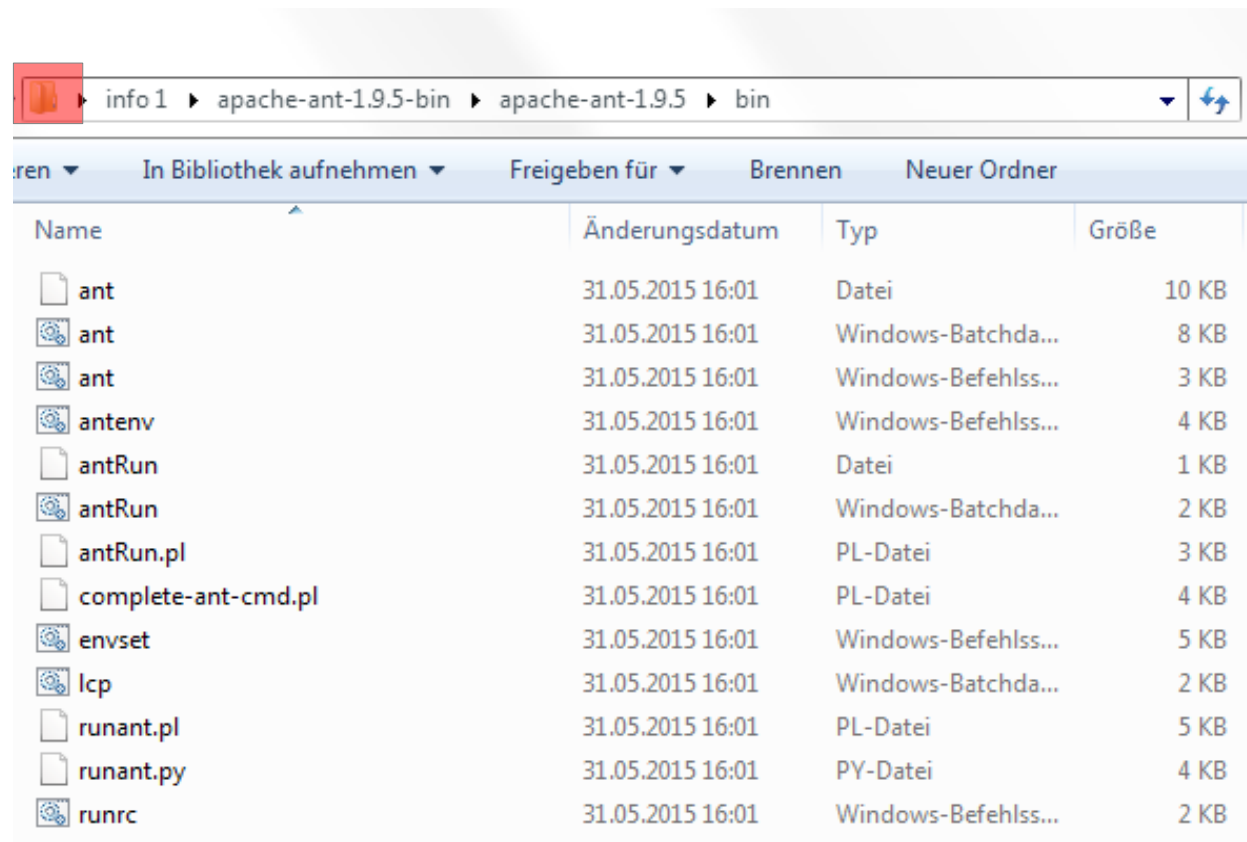 info 1 ▸ apache-ant-1.9.5-bin ▸ apache-ant-1.9.5 ▸ bin
eren In Bibliothek aufnehmen Freigeben für Brennen Neuer Ordner
Name Änderungsdatum Typ Größe
ant 31.05.2015 16:01 Datei 10 KB
ant 31.05.2015 16:01 Windows-Batchda... 8 KB
ant 31.05.2015 16:01 Windows-Befehlss... 3 KB
antenv 31.05.2015 16:01 Windows-Befehlss... 4 KB
antRun 31.05.2015 16:01 Datei 1 KB
antRun 31.05.2015 16:01 Windows-Batchda... 2 KB
antRun.pl 31.05.2015 16:01 PL-Datei 3 KB
complete-ant-cmd.pl 31.05.2015 16:01 PL-Datei 4 KB
envset 31.05.2015 16:01 Windows-Befehlss... 5 KB
lcp 31.05.2015 16:01 Windows-Batchda... 2 KB
runant.pl 31.05.2015 16:01 PL-Datei 5 KB
runant.py 31.05.2015 16:01 PY-Datei 4 KB
runrc 31.05.2015 16:01 Windows-Befehlss... 2 KB